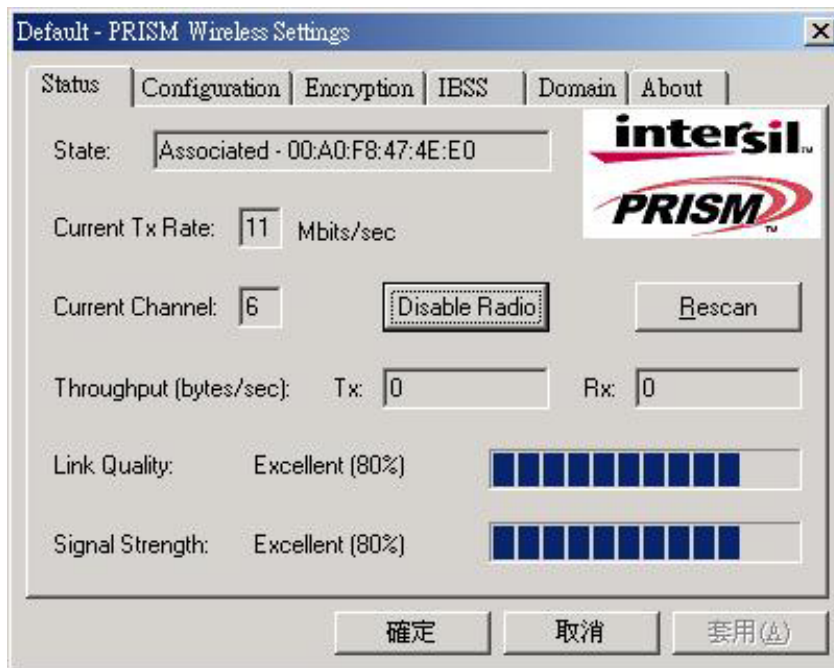 Default - PRISM Wireless Settings
Status Configuration Encryption IBSS Domain About
State: Associated - 00:A0:F8:47:4E:E0
intersil™
PRISM™
Current Tx Rate: 11 Mbits/sec
Current Channel: 6 Disable Radio Rescan
Throughput (bytes/sec): Tx: 0 Rx: 0
Link Quality: Excellent (80%)
Signal Strength: Excellent (80%)
確定 取消 套用(A)